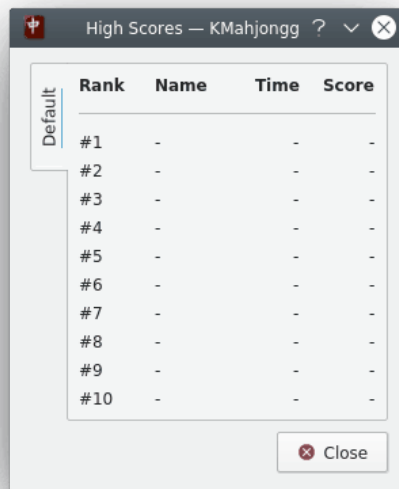 中 High Scores — KMahjongg ?
Default
Rank Name Time Score
#1 - - -
#2 - - -
#3 - - -
#4 - - -
#5 - - -
#6 - - -
#7 - - -
#8 - - -
#9 - - -
#10 - - -
Close